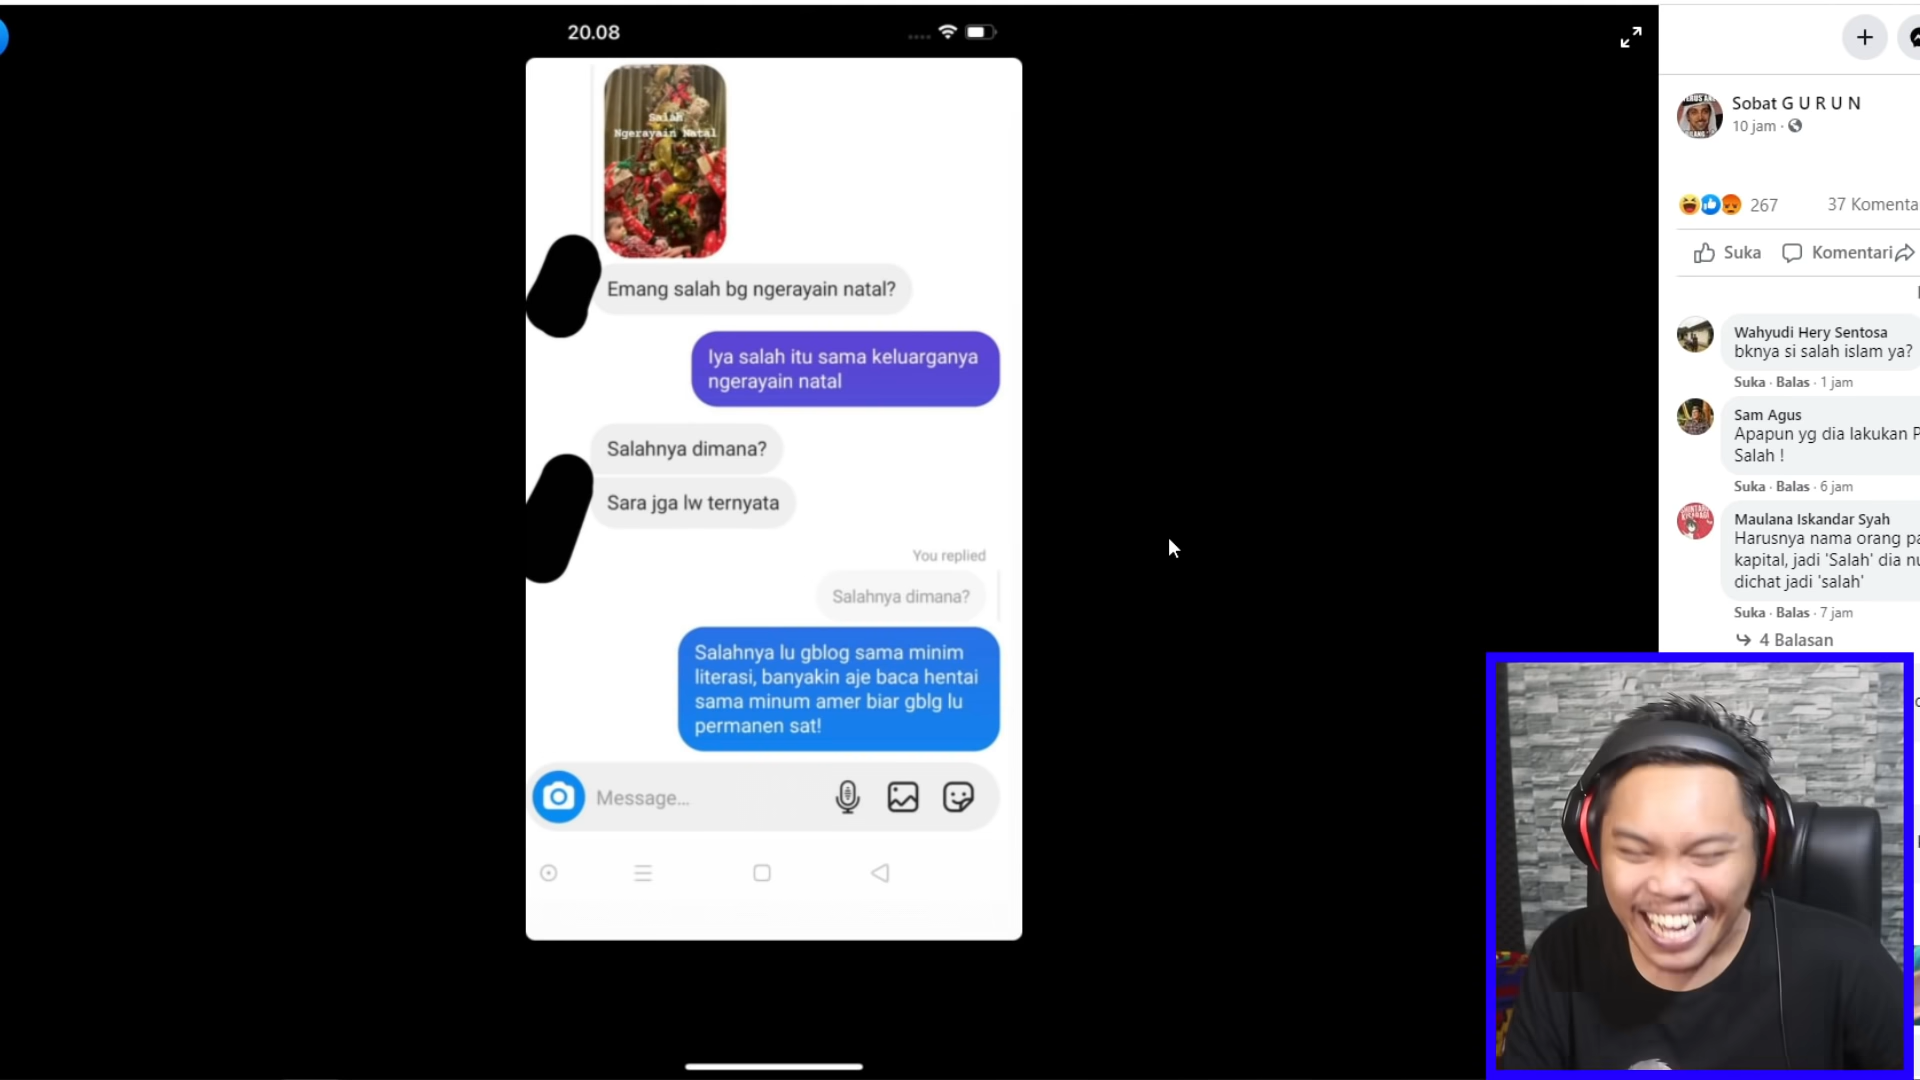 20.08
Salah
Ngerayain Natal
Emang salah bg ngerayain natal?
Iya salah itu sama keluarganya
ngerayain natal
Salahnya dimana?
Sara jga lw ternyata
You replied
Salahnya dimana?
Salahnya lu gblog sama minim
literasi, banyakin aje baca hentai
sama minum amer biar gblg lu
permanen sat!
Message...
Sobat G U R U N
10 jam ·
267
37 Komenta
Suka
Komentari
Wahyudi Hery Sentosa
bknya si salah islam ya?
Suka · Balas · 1 jam
Sam Agus
Apapun yg dia lakukan P
Salah !
Suka · Balas · 6 jam
Maulana Iskandar Syah
Harusnya nama orang pa
kapital, jadi 'Salah' dia nu
dichat jadi 'salah'
Suka · Balas · 7 jam
4 Balasan